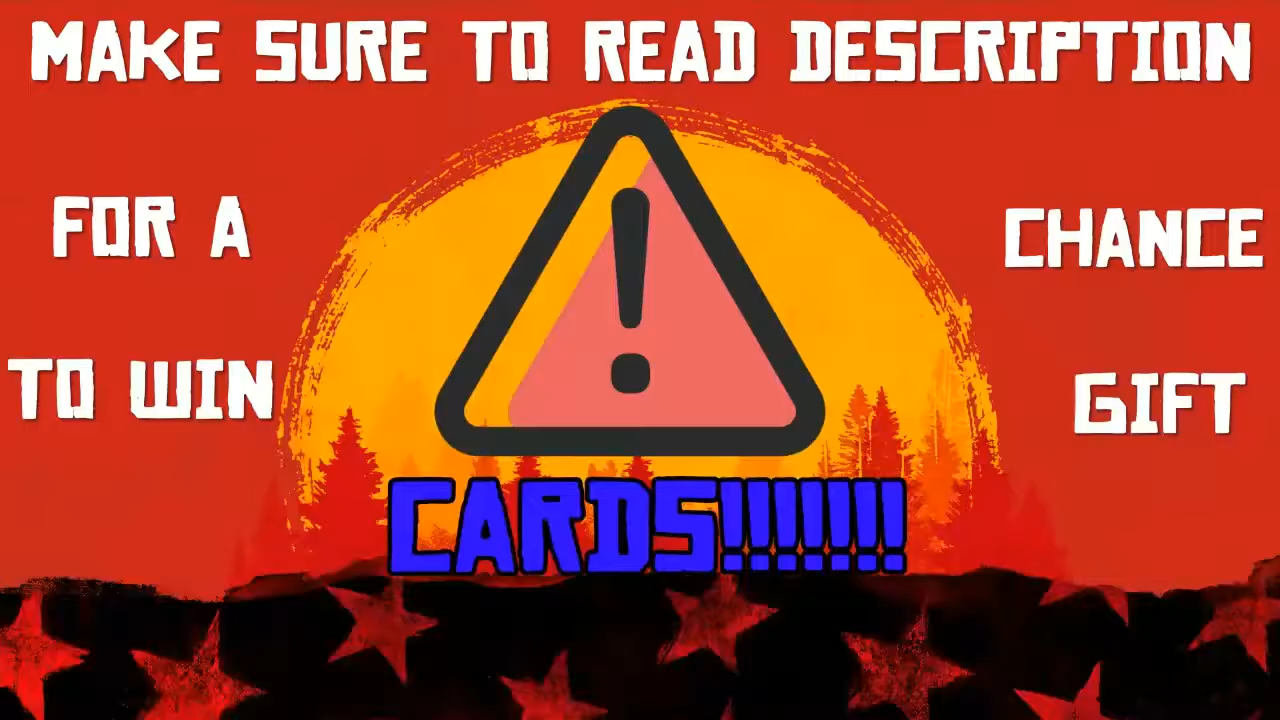 MAKE SURE TO READ DESCRIPTION
FOR A CHANCE
TO WIN GIFT
CARDS!!!!!!!